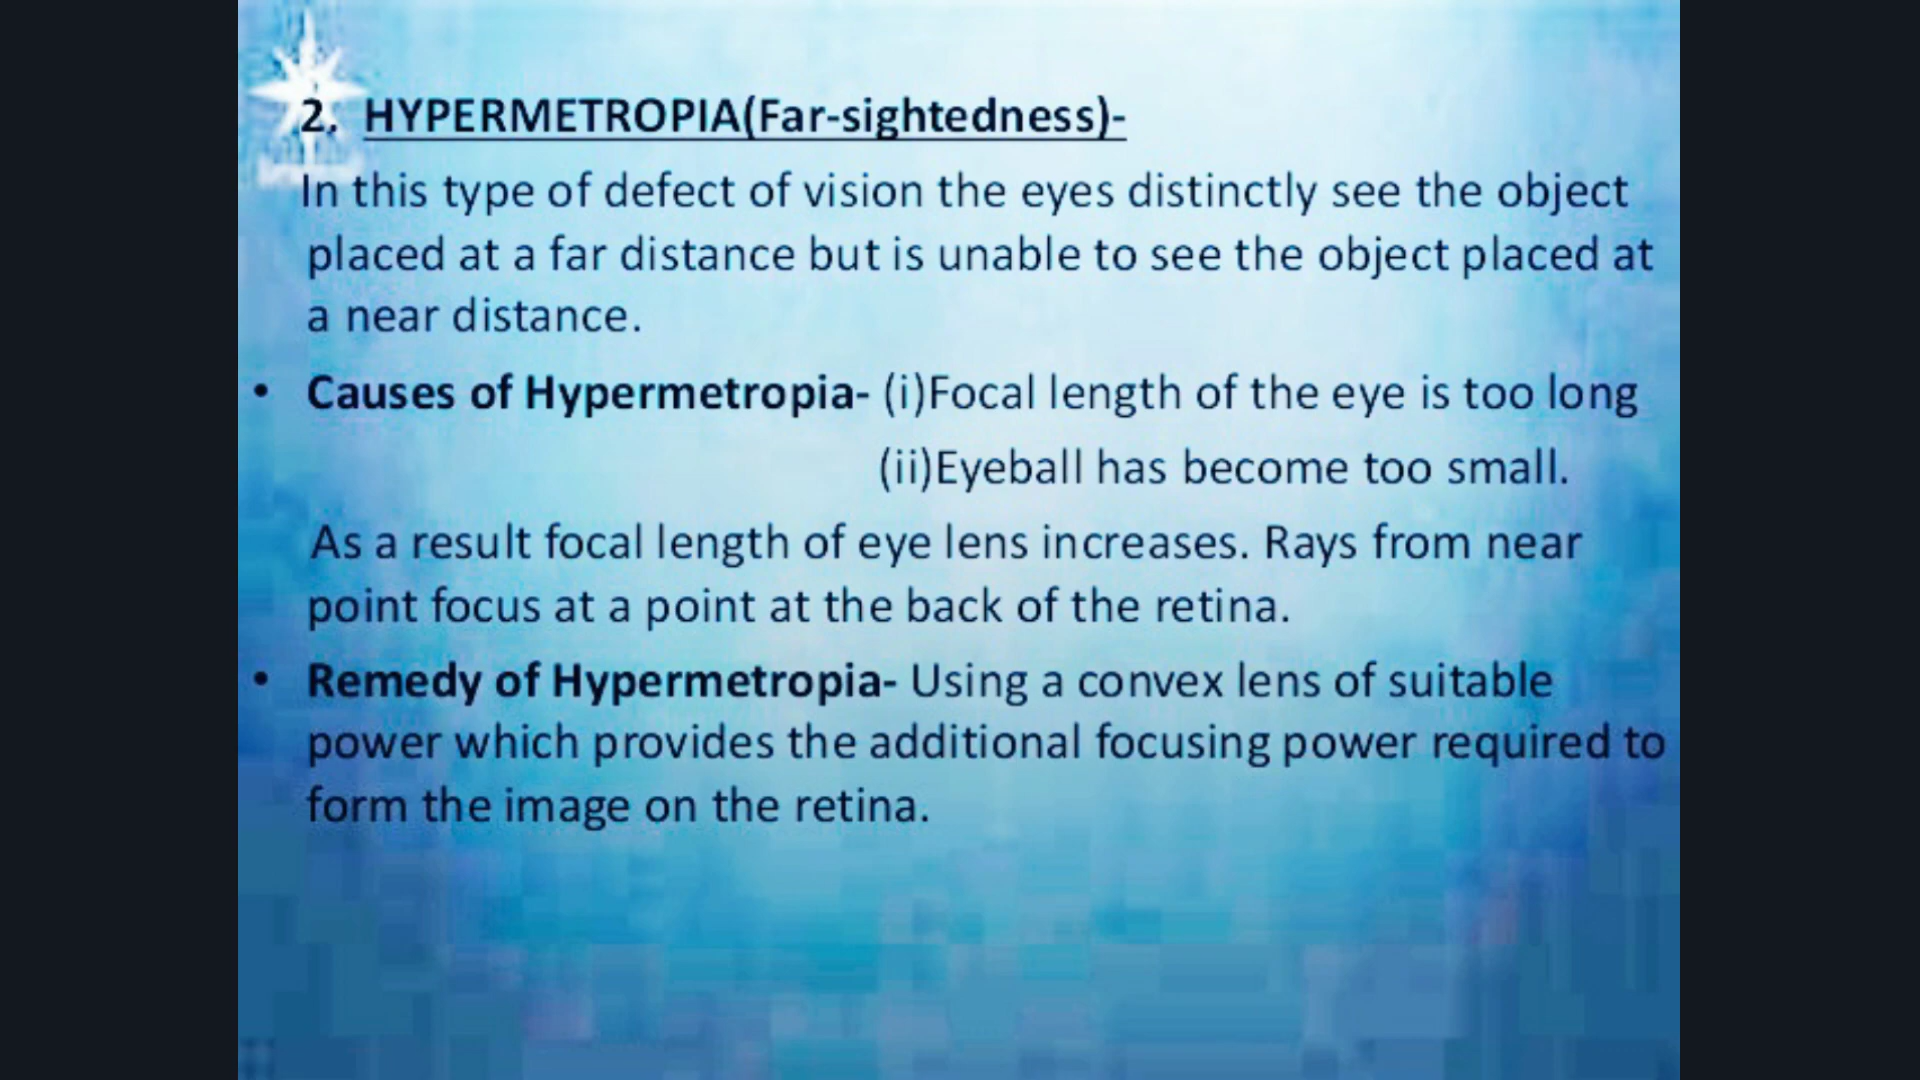 2. HYPERMETROPIA(Far-sightedness)-
In this type of defect of vision the eyes distinctly see the object
placed at a far distance but is unable to see the object placed at
a near distance.
• Causes of Hypermetropia- (i)Focal length of the eye is too long
(ii)Eyeball has become too small.
As a result focal length of eye lens increases. Rays from near
point focus at a point at the back of the retina.
• Remedy of Hypermetropia- Using a convex lens of suitable
power which provides the additional focusing power required to
form the image on the retina.